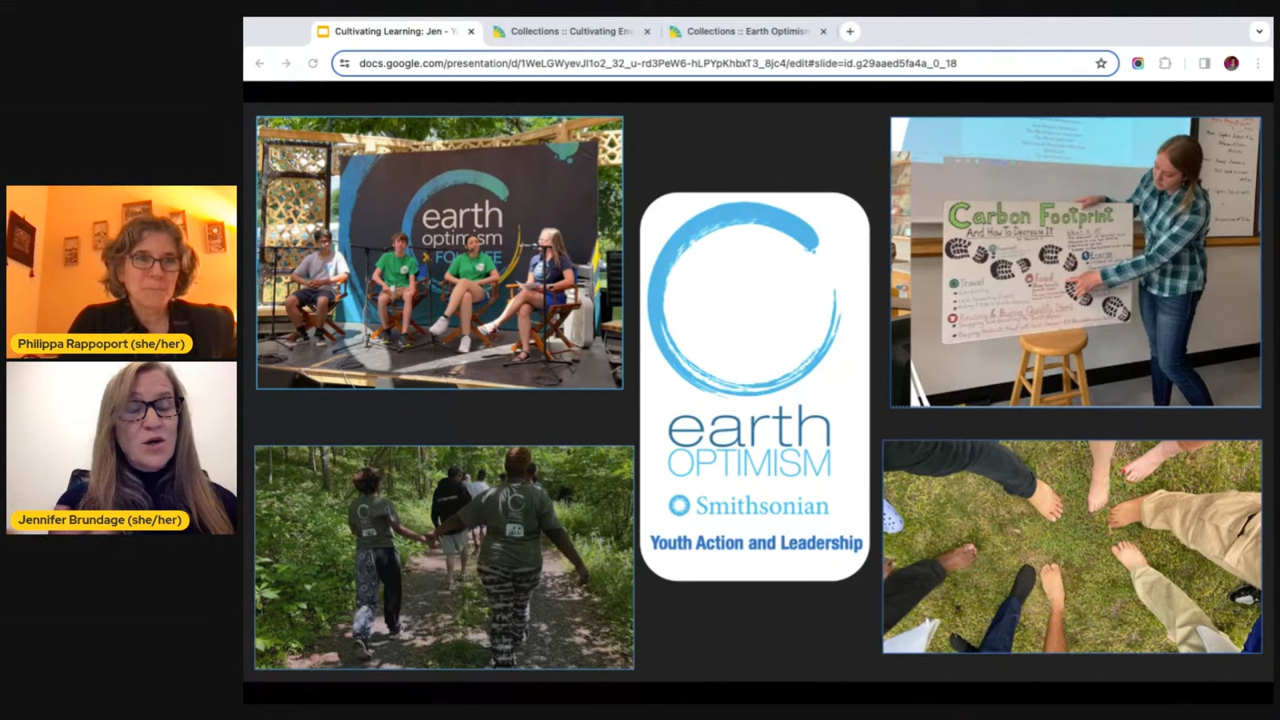 Cultivating Learning: Jen - Y
Collections :: Cultivating En
Collections :: Earth Optimism
docs.google.com/presentation/d/1WeLGWyevJl1o2_32_u-rd3PeW6-hLPYpKhbxT3_8jc4/edit#slide=id.g29aaed5fa4a_0_18
Philippa Rappoport (she/her)
Jennifer Brundage (she/her)
earth
optimism
FOR LIFE
Carbon Footprint
And How To Decrease It
Travel
Food
earth
OPTIMISM
Smithsonian
Youth Action and Leadership